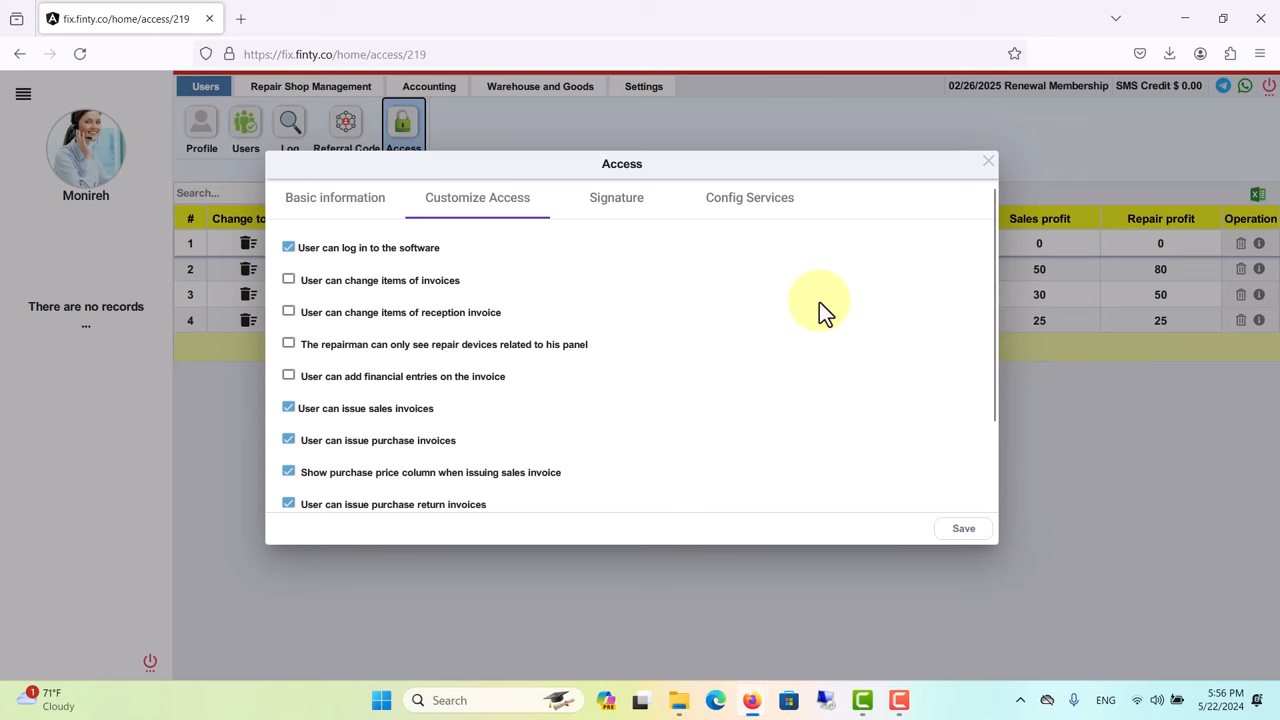 fix.finty.co/home/access/219
https://fix.finty.co/home/access/219
Users
Repair Shop Management
Accounting
Warehouse and Goods
Settings
02/26/2025 Renewal Membership
SMS Credit $ 0.00
Profile
Users
Log
Referral Code
Access
Monireh
There are no records
...
Search...
#
Change to
Sales profit
Repair profit
Operation
1
0
0
2
50
80
3
30
50
4
25
25
Access
Basic information
Customize Access
Signature
Config Services
User can log in to the software
User can change items of invoices
User can change items of reception invoice
The repairman can only see repair devices related to his panel
User can add financial entries on the invoice
User can issue sales invoices
User can issue purchase invoices
Show purchase price column when issuing sales invoice
User can issue purchase return invoices
Save
1
71°F
Cloudy
Search
PRE
ENG
5:56 PM
5/22/2024